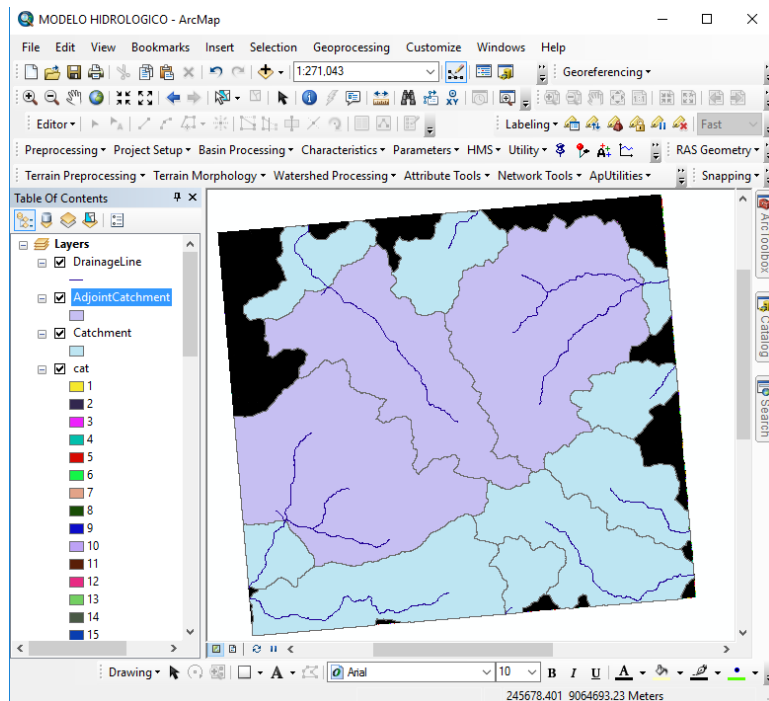 MODELO HIDROLOGICO - ArcMap
File Edit View Bookmarks Insert Selection Geoprocessing Customize Windows Help
1:271,043 Georeferencing
Editor Labeling Fast
Preprocessing Project Setup Basin Processing Characteristics Parameters HMS Utility RAS Geometry
Terrain Preprocessing Terrain Morphology Watershed Processing Attribute Tools Network Tools ApUtilities Snapping
Table Of Contents
Layers
DrainageLine
AdjointCatchment
Catchment
cat
1
2
3
4
5
6
7
8
9
10
11
12
13
14
15
ArcToolbox
Catalog
Search
Drawing A Arial 10 B I U A
245678.401 9064693.23 Meters